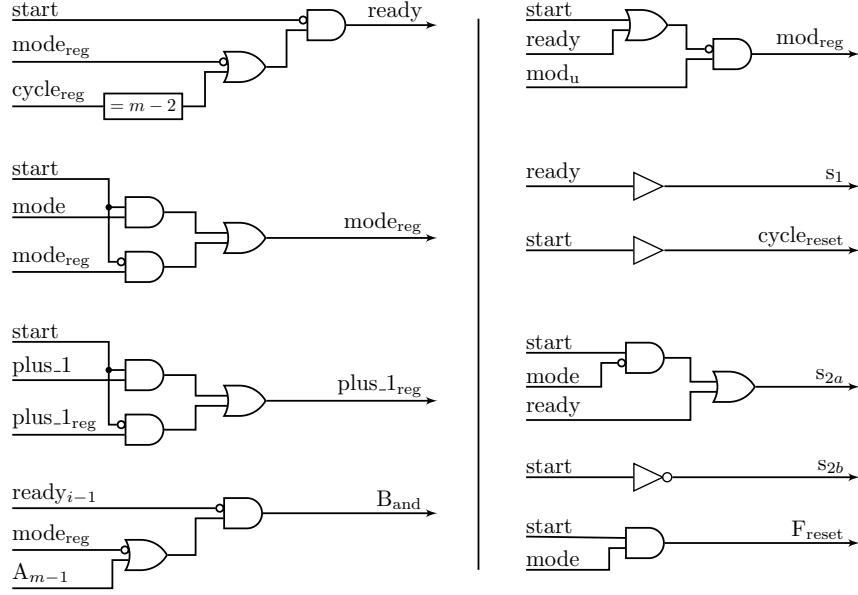 start
ready
mode_reg
cycle_reg
= m − 2
start
mode
mode_reg
mode_reg
start
plus_1
plus_1_reg
plus_1_reg
ready_{i−1}
B_and
mode_reg
A_{m−1}
start
ready
mod_reg
mod_u
ready
s_1
start
cycle_reset
start
mode
s_{2a}
ready
start
s_{2b}
start
F_reset
mode